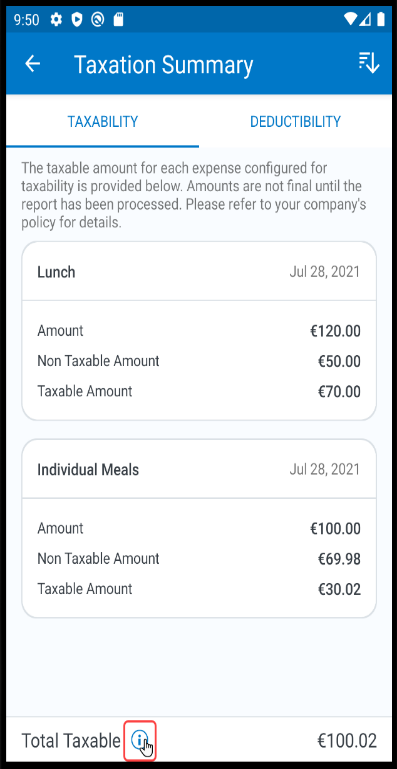 9:50
Taxation Summary
TAXABILITY DEDUCTIBILITY
The taxable amount for each expense configured for
taxability is provided below. Amounts are not final until the
report has been processed. Please refer to your company's
policy for details.
Lunch Jul 28, 2021
Amount €120.00
Non Taxable Amount €50.00
Taxable Amount €70.00
Individual Meals Jul 28, 2021
Amount €100.00
Non Taxable Amount €69.98
Taxable Amount €30.02
Total Taxable €100.02